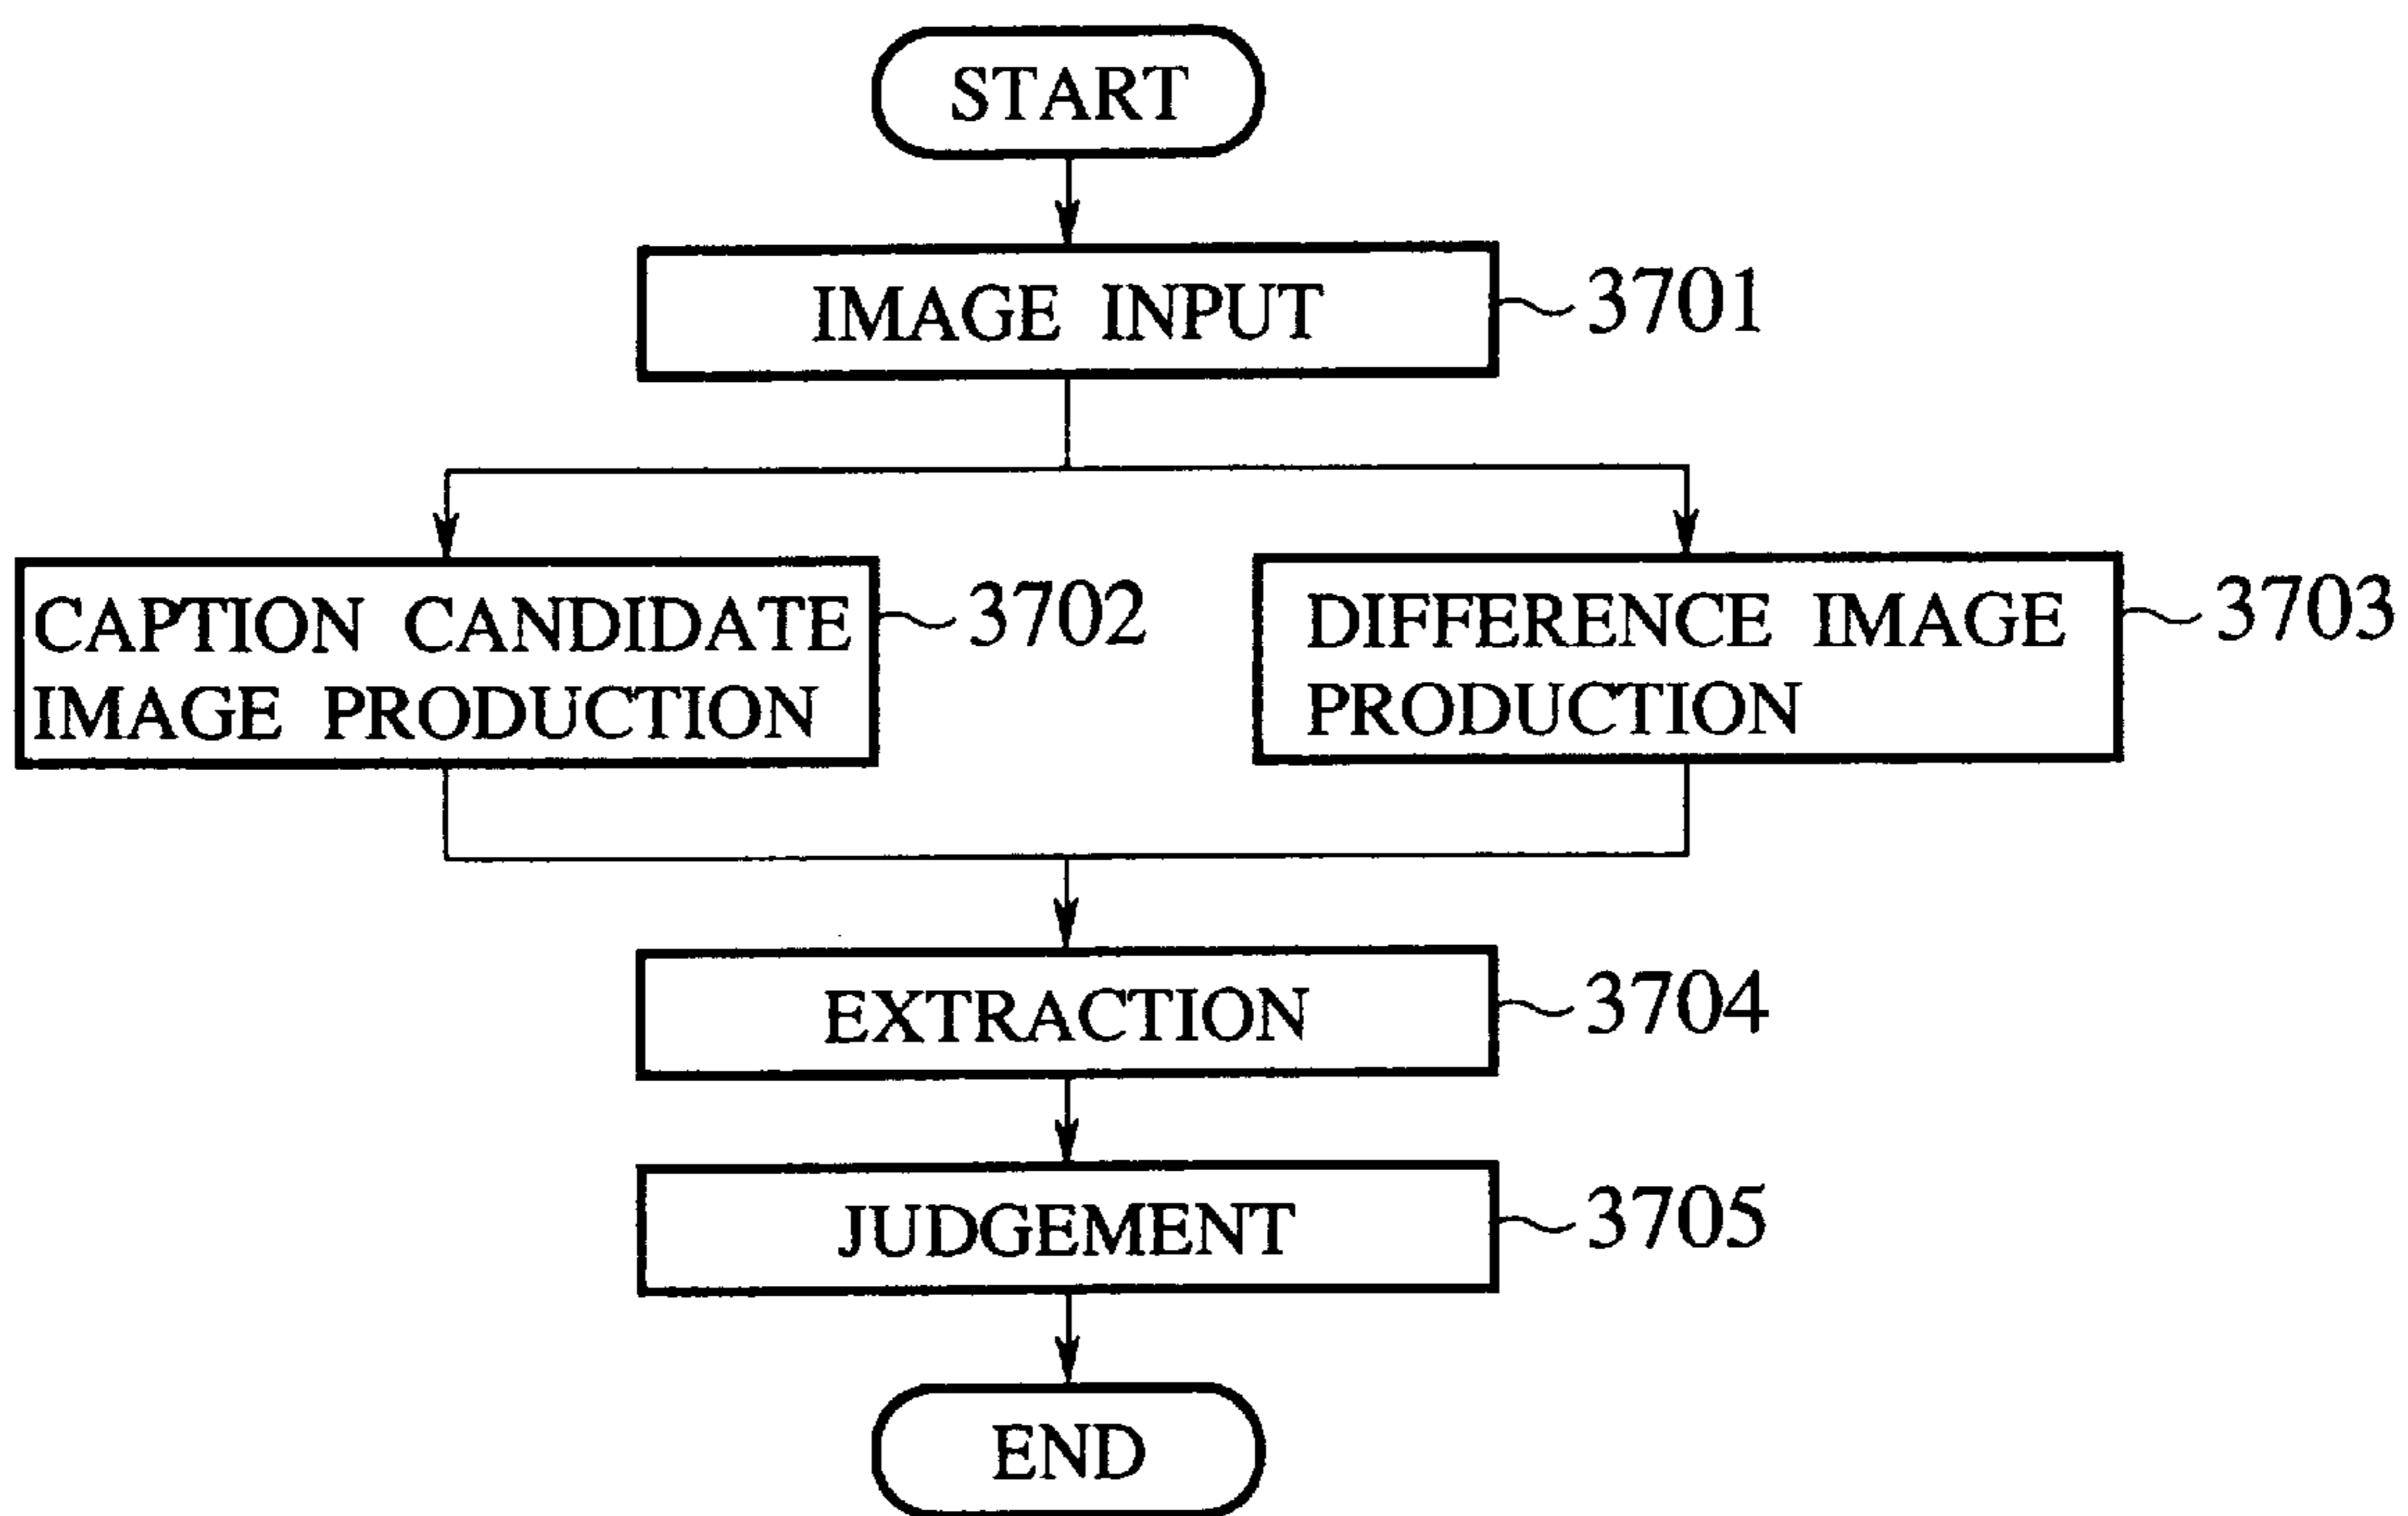 START
IMAGE INPUT
3701
CAPTION CANDIDATE
IMAGE PRODUCTION
3702
DIFFERENCE IMAGE
PRODUCTION
3703
EXTRACTION
3704
JUDGEMENT
3705
END